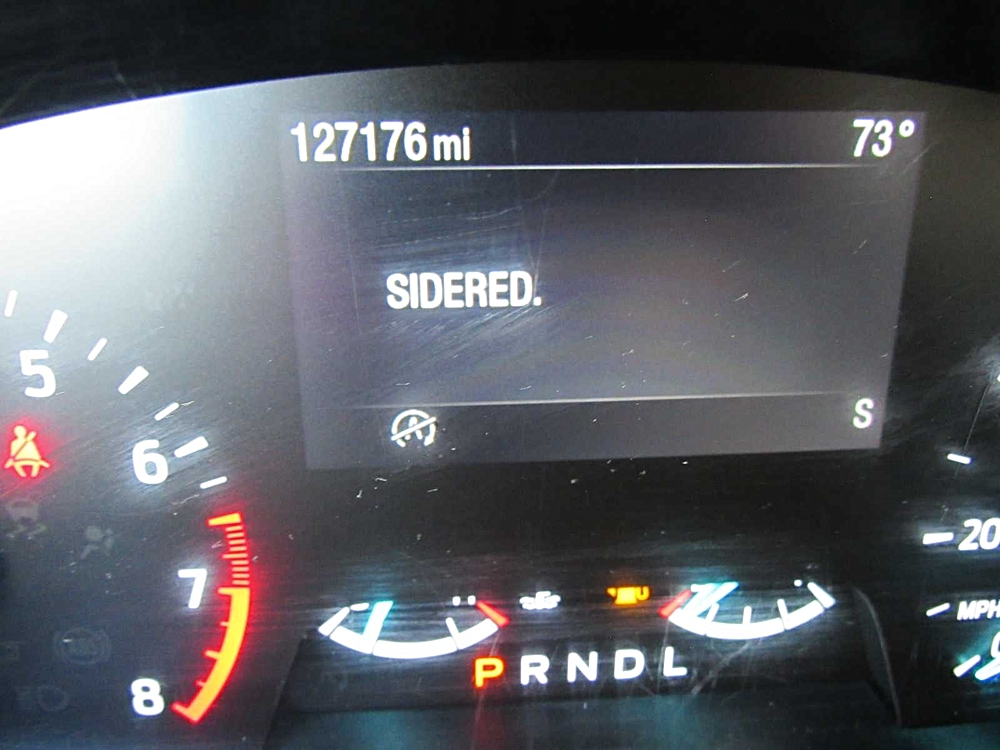 127176 mi 73°
SIDERED.
S
5
6
7
8
P R N D L
20
MPH